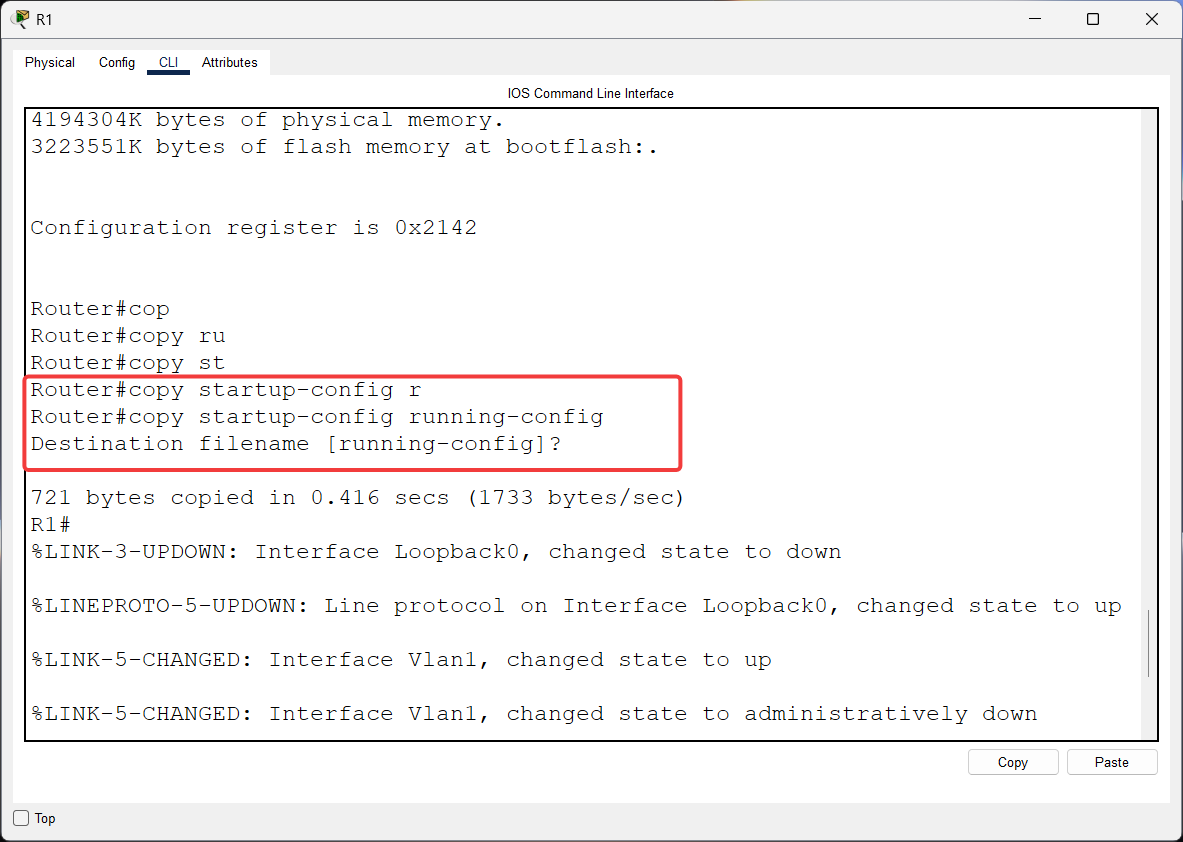 R1
Physical Config CLI Attributes
IOS Command Line Interface
4194304K bytes of physical memory.
3223551K bytes of flash memory at bootflash:.
Configuration register is 0x2142
Router#cop
Router#copy ru
Router#copy st
Router#copy startup-config r
Router#copy startup-config running-config
Destination filename [running-config]?
721 bytes copied in 0.416 secs (1733 bytes/sec)
R1#
%LINK-3-UPDOWN: Interface Loopback0, changed state to down
%LINEPROTO-5-UPDOWN: Line protocol on Interface Loopback0, changed state to up
%LINK-5-CHANGED: Interface Vlan1, changed state to up
%LINK-5-CHANGED: Interface Vlan1, changed state to administratively down
Copy Paste
Top